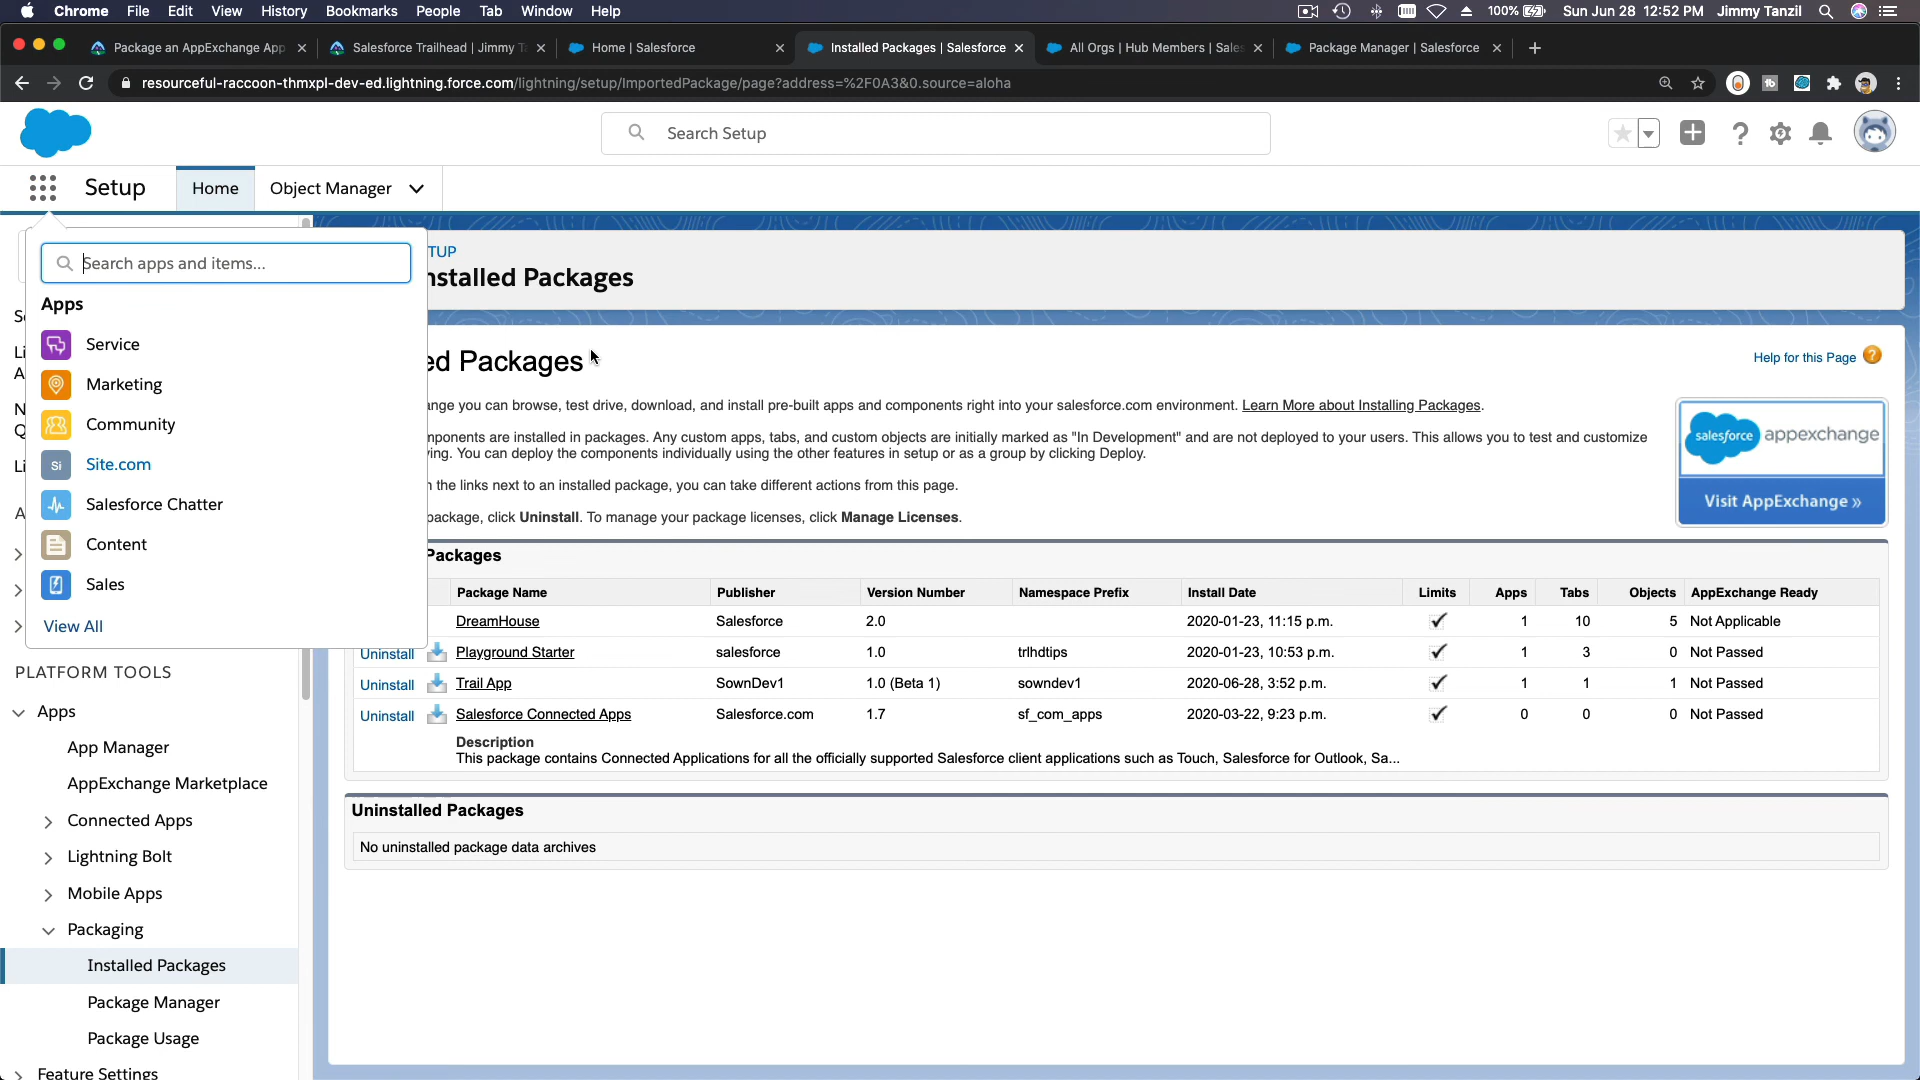 Chrome File Edit View History Bookmarks People Tab Window Help 100% Sun Jun 28 12:52 PM Jimmy Tanzil
Package an AppExchange App Salesforce Trailhead | Jimmy Ta Home | Salesforce Installed Packages | Salesforce All Orgs | Hub Members | Sales Package Manager | Salesforce
resourceful-raccoon-thmxpl-dev-ed.lightning.force.com/lightning/setup/ImportedPackage/page?address=%2F0A3&0.source=aloha
Search Setup
Setup Home Object Manager
TUP
nstalled Packages
Search apps and items...
Apps
Service
Marketing
Community
Si Site.com
Salesforce Chatter
Content
Sales
View All
ed Packages
Help for this Page ?
ange you can browse, test drive, download, and install pre-built apps and components right into your salesforce.com environment. Learn More about Installing Packages.
mponents are installed in packages. Any custom apps, tabs, and custom objects are initially marked as "In Development" and are not deployed to your users. This allows you to test and customize
ying. You can deploy the components individually using the other features in setup or as a group by clicking Deploy.
n the links next to an installed package, you can take different actions from this page.
package, click Uninstall. To manage your package licenses, click Manage Licenses.
salesforce appexchange
Visit AppExchange »
Packages
Package Name Publisher Version Number Namespace Prefix Install Date Limits Apps Tabs Objects AppExchange Ready
DreamHouse Salesforce 2.0 2020-01-23, 11:15 p.m. 1 10 5 Not Applicable
Uninstall Playground Starter salesforce 1.0 trlhdtips 2020-01-23, 10:53 p.m. 1 3 0 Not Passed
Uninstall Trail App SownDev1 1.0 (Beta 1) sowndev1 2020-06-28, 3:52 p.m. 1 1 1 Not Passed
Uninstall Salesforce Connected Apps Salesforce.com 1.7 sf_com_apps 2020-03-22, 9:23 p.m. 0 0 0 Not Passed
Description
This package contains Connected Applications for all the officially supported Salesforce client applications such as Touch, Salesforce for Outlook, Sa...
Uninstalled Packages
No uninstalled package data archives
PLATFORM TOOLS
Apps
App Manager
AppExchange Marketplace
Connected Apps
Lightning Bolt
Mobile Apps
Packaging
Installed Packages
Package Manager
Package Usage
Feature Settings